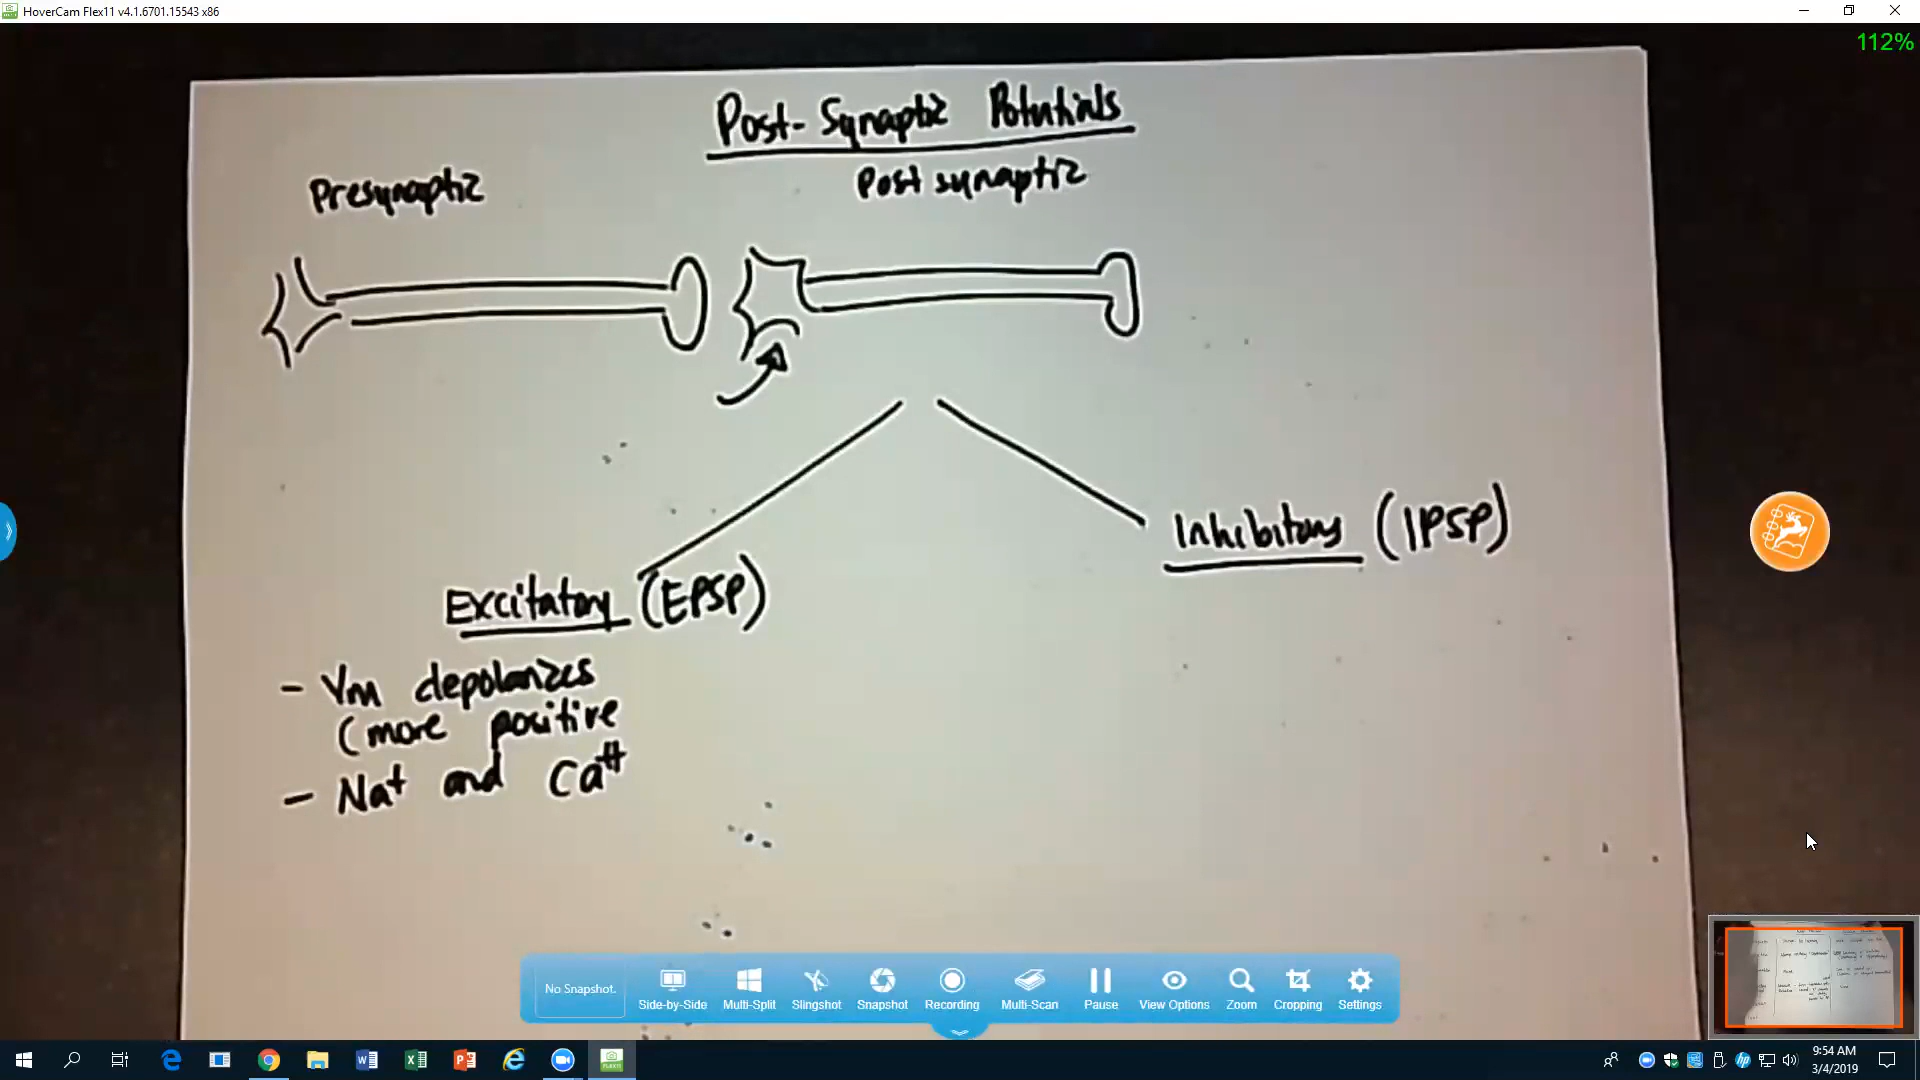 HoverCam Flex11 v4.1.6701.15543 x86
112%
Post-Synaptic Potentials
Presynaptic
Post synaptic
Inhibitory (IPSP)
Excitatory (EPSP)
- Vm depolarizes
(more positive
- Na+ and Ca++
No Snapshot.
Side-by-Side
Multi-Split
Slingshot
Snapshot
Recording
Multi-Scan
Pause
View Options
Zoom
Cropping
Settings
9:54 AM
3/4/2019